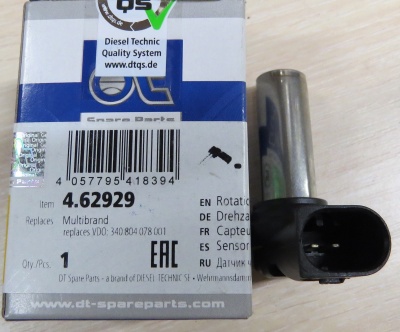 QS
Diesel Technic
Quality System
www.dtqs.de
Spare Parts
4 057795 418394
Item 4.62929
Replaces Multibrand
replaces VDO: 340.804.078.001
Qty./Pcs. 1
EAC
EN Rotatio
DE Drehza
FR Capteu
ES Sensor
RU Датчик ч
DT Spare Parts - a brand of DIESEL TECHNIC SE • Wehrmannsdamm
www.dt-spareparts.com